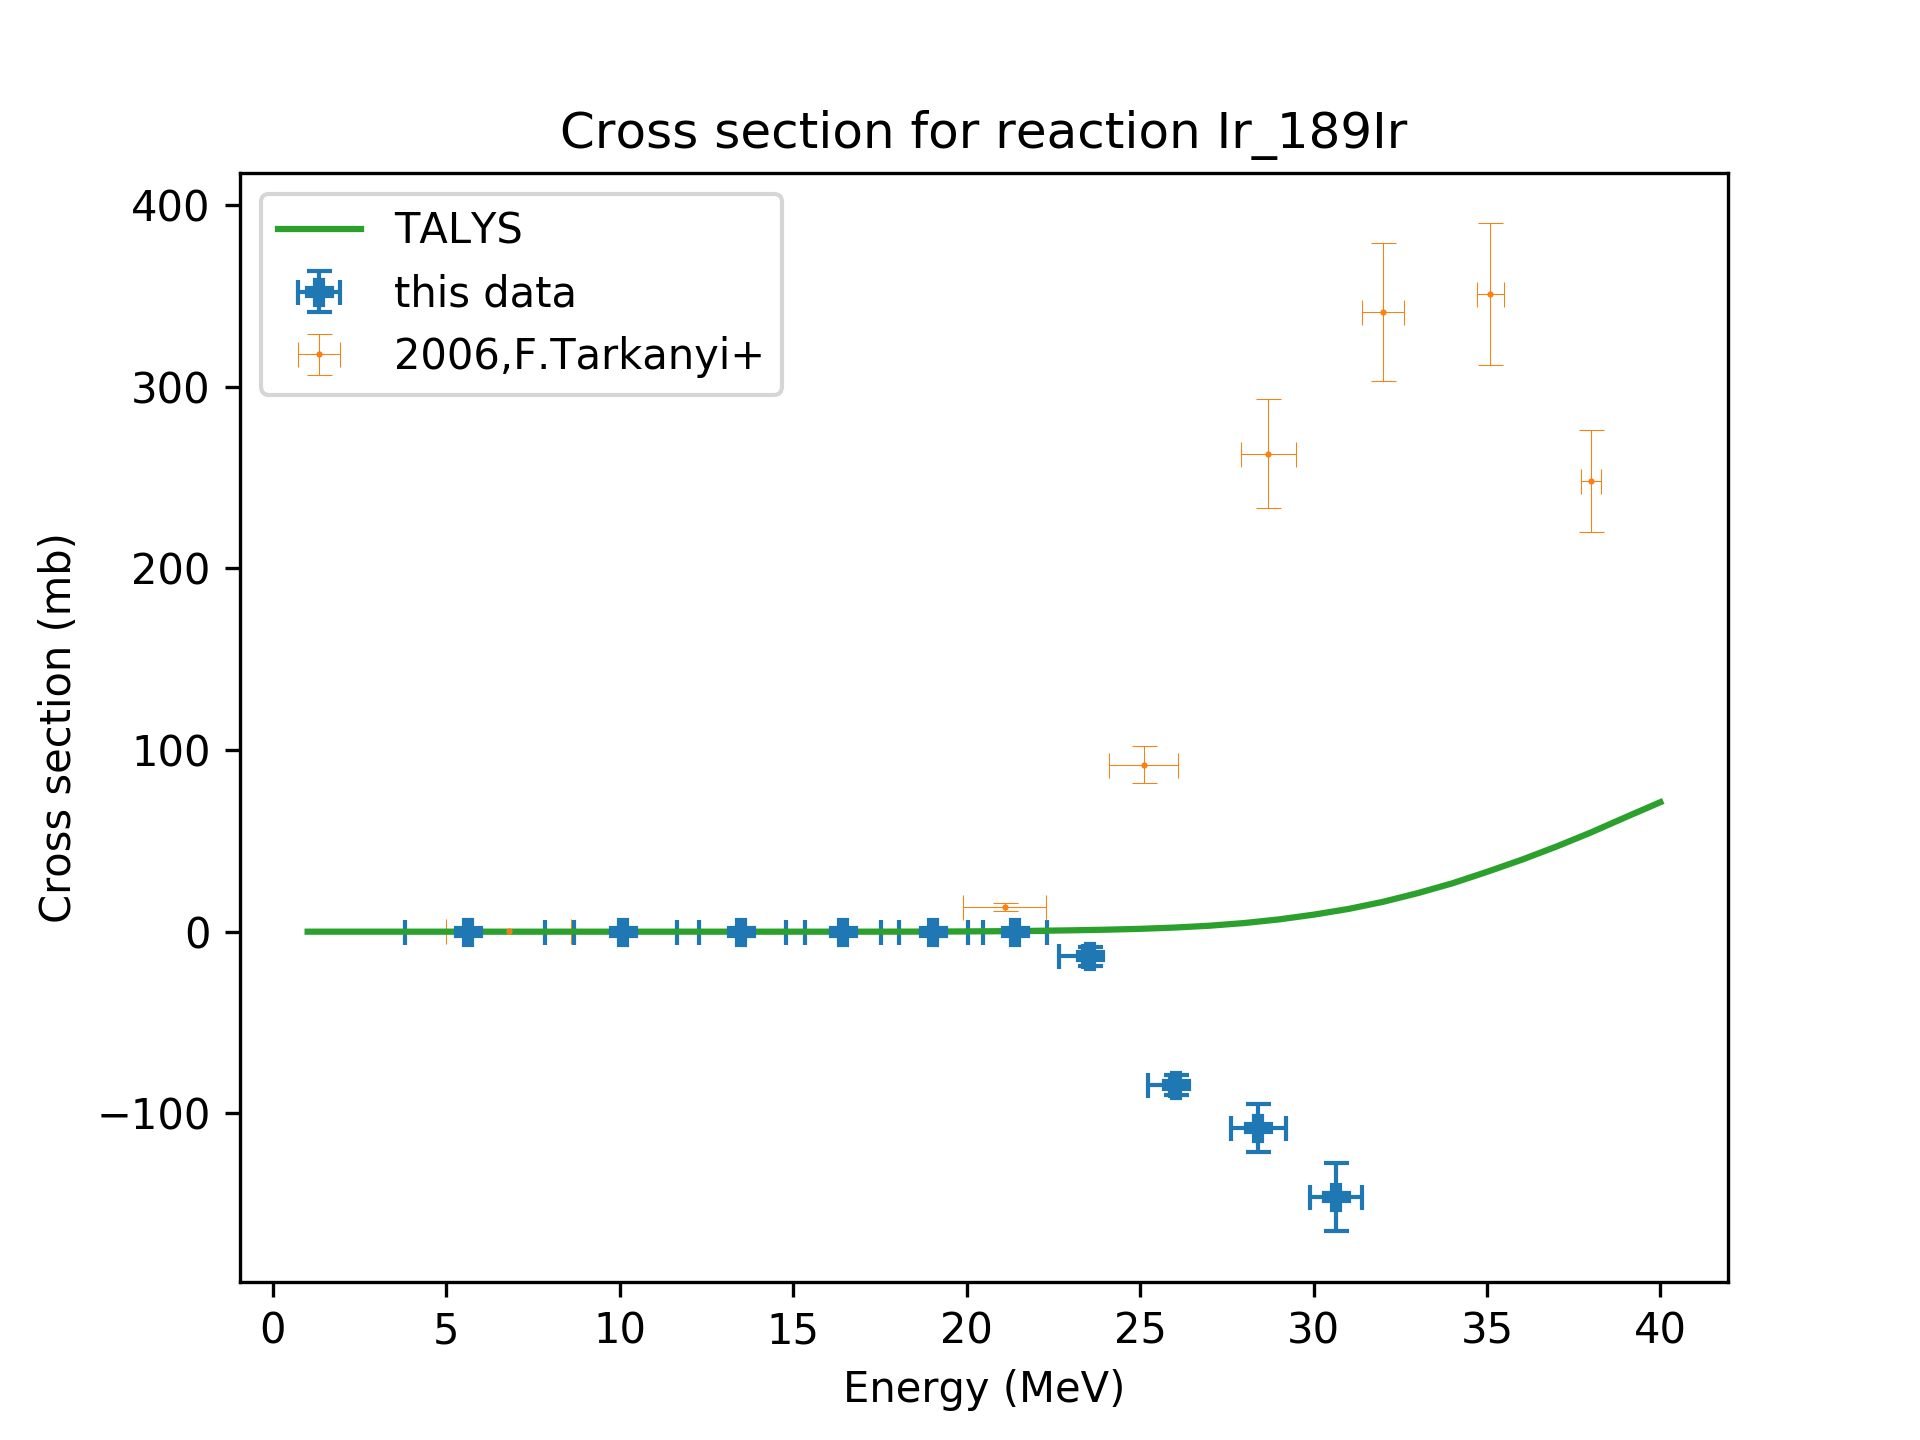 Cross section for reaction Ir_189Ir
TALYS
this data
2006,F.Tarkanyi+
400
300
200
100
0
−100
Cross section (mb)
0 5 10 15 20 25 30 35 40
Energy (MeV)